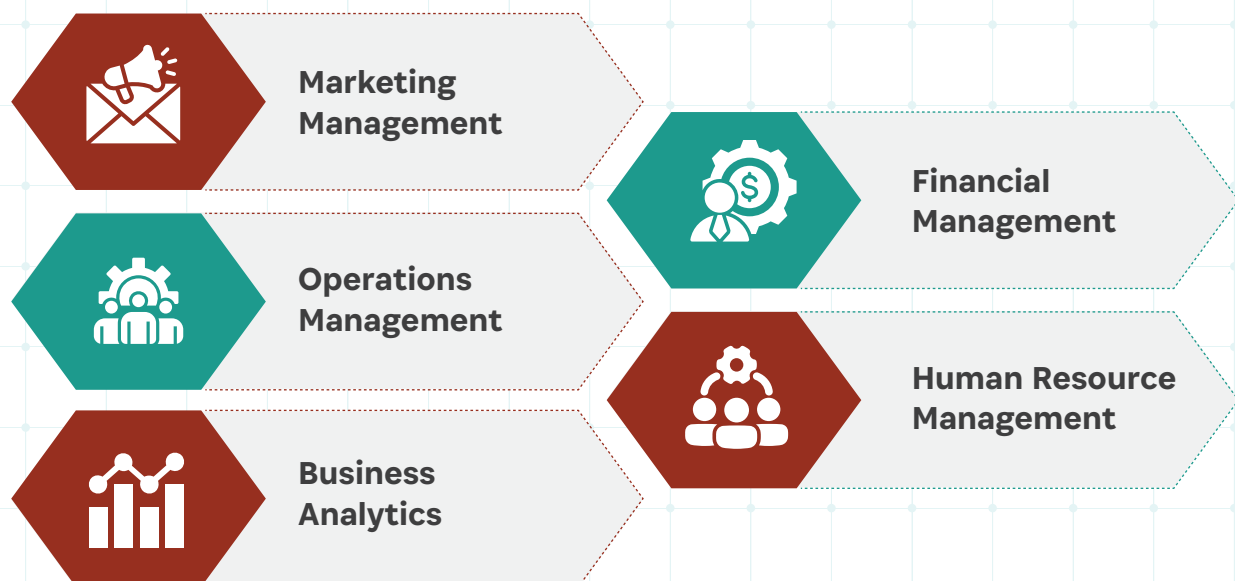 Marketing
Management
Operations
Management
Business
Analytics
$
Financial
Management
Human Resource
Management